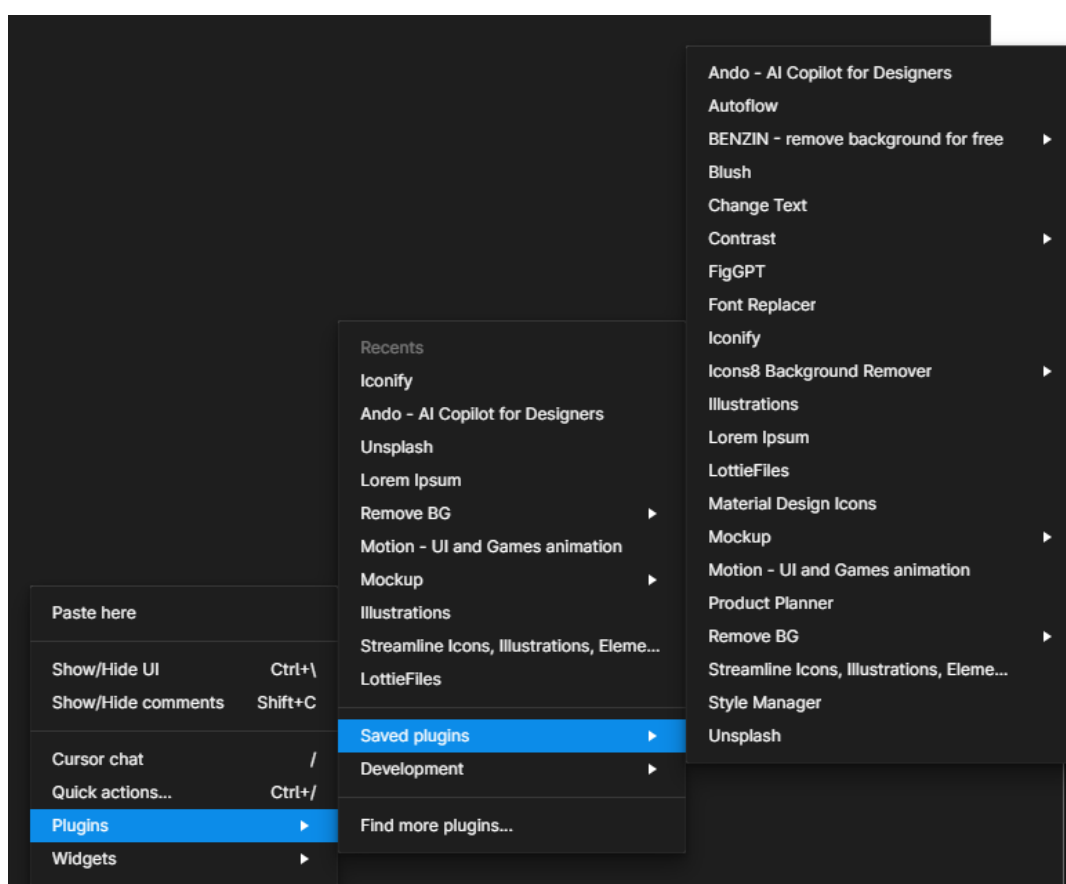 Paste here
Show/Hide UI Ctrl+\
Show/Hide comments Shift+C
Cursor chat /
Quick actions... Ctrl+/
Plugins
Widgets
Recents
Iconify
Ando - AI Copilot for Designers
Unsplash
Lorem Ipsum
Remove BG
Motion - UI and Games animation
Mockup
Illustrations
Streamline Icons, Illustrations, Eleme...
LottieFiles
Saved plugins
Development
Find more plugins...
Ando - AI Copilot for Designers
Autoflow
BENZIN - remove background for free
Blush
Change Text
Contrast
FigGPT
Font Replacer
Iconify
Icons8 Background Remover
Illustrations
Lorem Ipsum
LottieFiles
Material Design Icons
Mockup
Motion - UI and Games animation
Product Planner
Remove BG
Streamline Icons, Illustrations, Eleme...
Style Manager
Unsplash